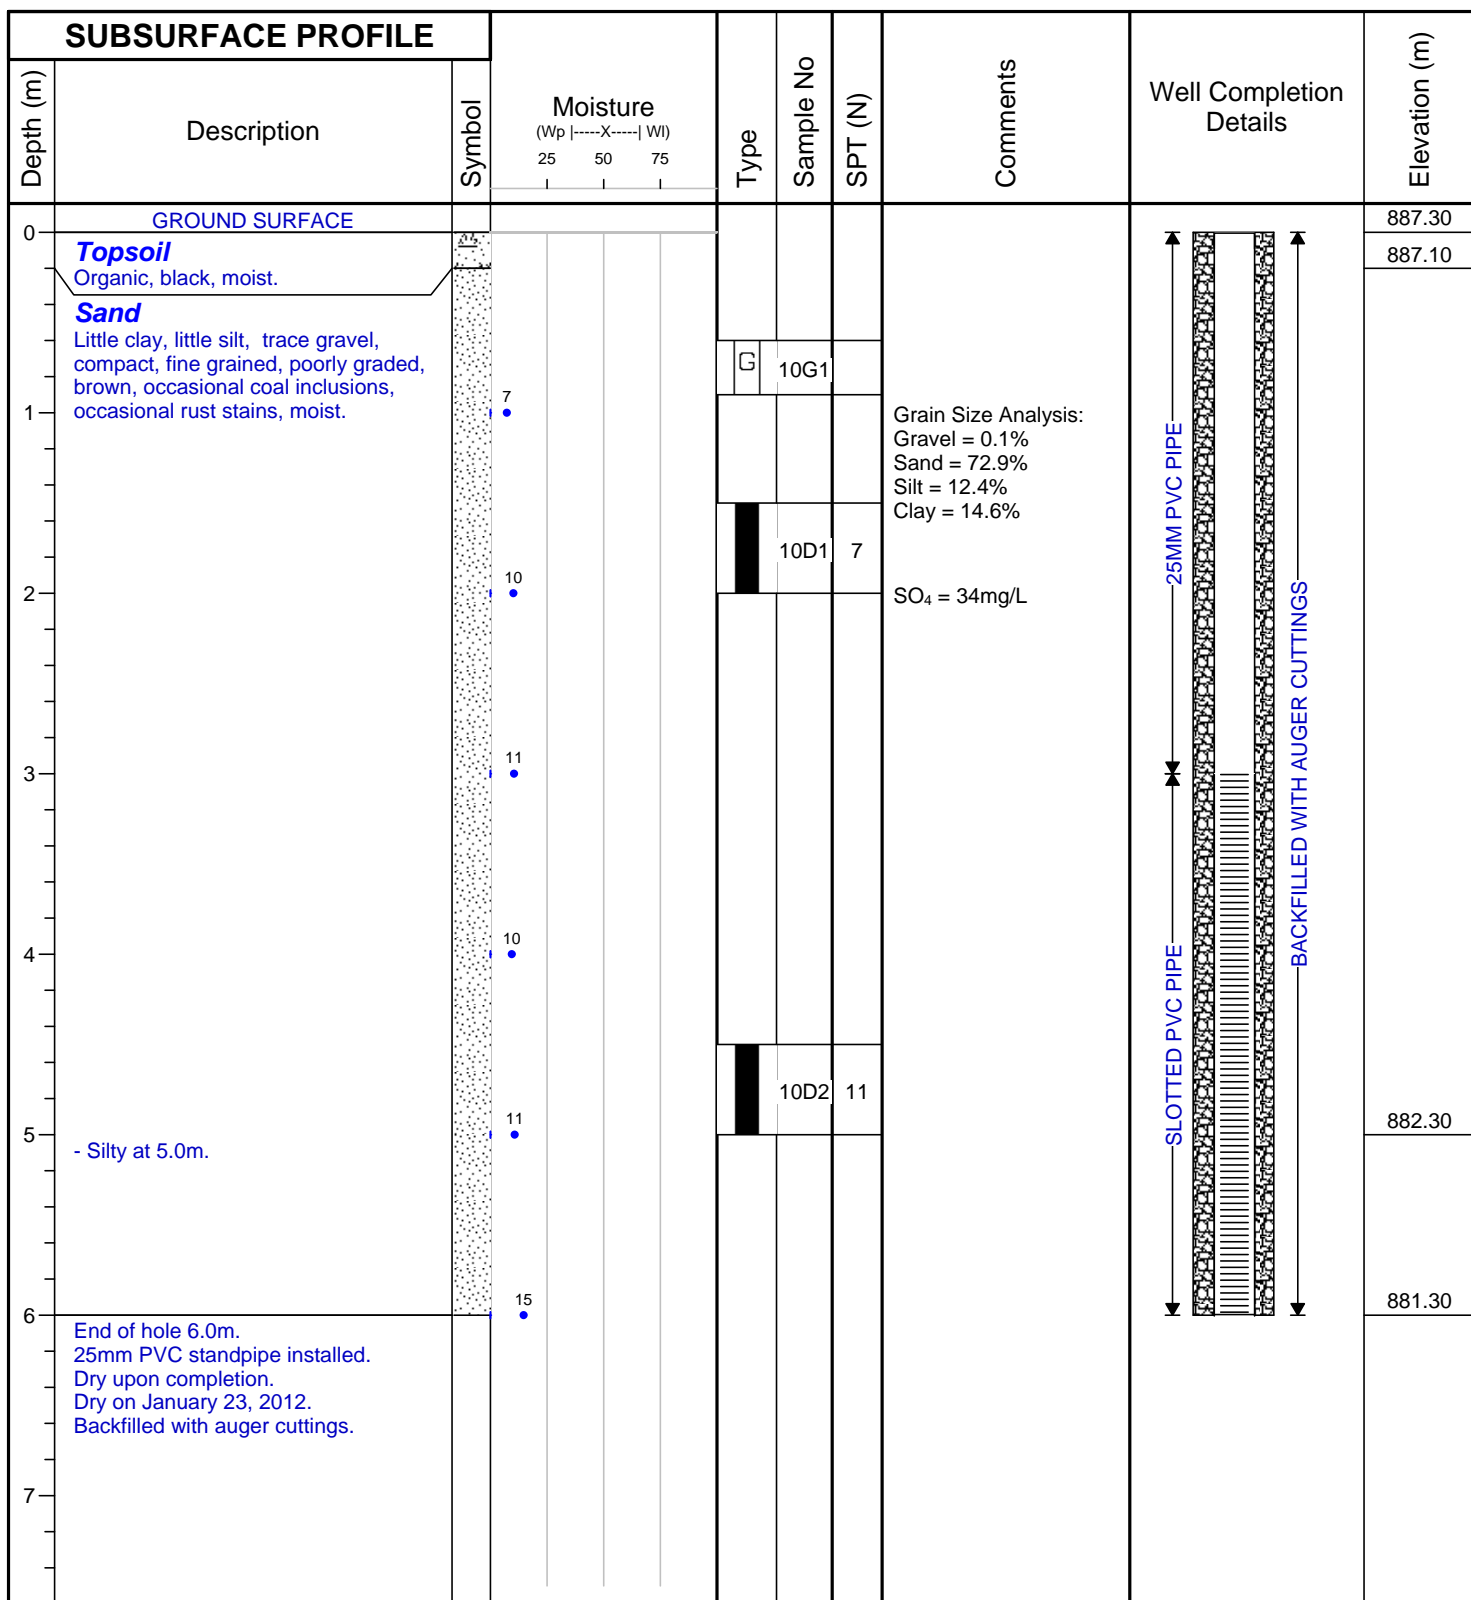 SUBSURFACE PROFILE
Depth (m)
Description
Symbol
Moisture
(Wp |-----X-----| Wl)
25 50 75
Type
Sample No
SPT (N)
Comments
Well Completion
Details
Elevation (m)
GROUND SURFACE
887.30
0
Topsoil
887.10
Organic, black, moist.
Sand
Little clay, little silt, trace gravel,
compact, fine grained, poorly graded,
brown, occasional coal inclusions,
occasional rust stains, moist.
G
10G1
7
1
Grain Size Analysis:
Gravel = 0.1%
Sand = 72.9%
Silt = 12.4%
Clay = 14.6%
10D1 7
10
2
SO₄ = 34mg/L
25MM PVC PIPE
BACKFILLED WITH AUGER CUTTINGS
11
3
10
4
SLOTTED PVC PIPE
10D2 11
11
5
882.30
- Silty at 5.0m.
15
6
881.30
End of hole 6.0m.
25mm PVC standpipe installed.
Dry upon completion.
Dry on January 23, 2012.
Backfilled with auger cuttings.
7